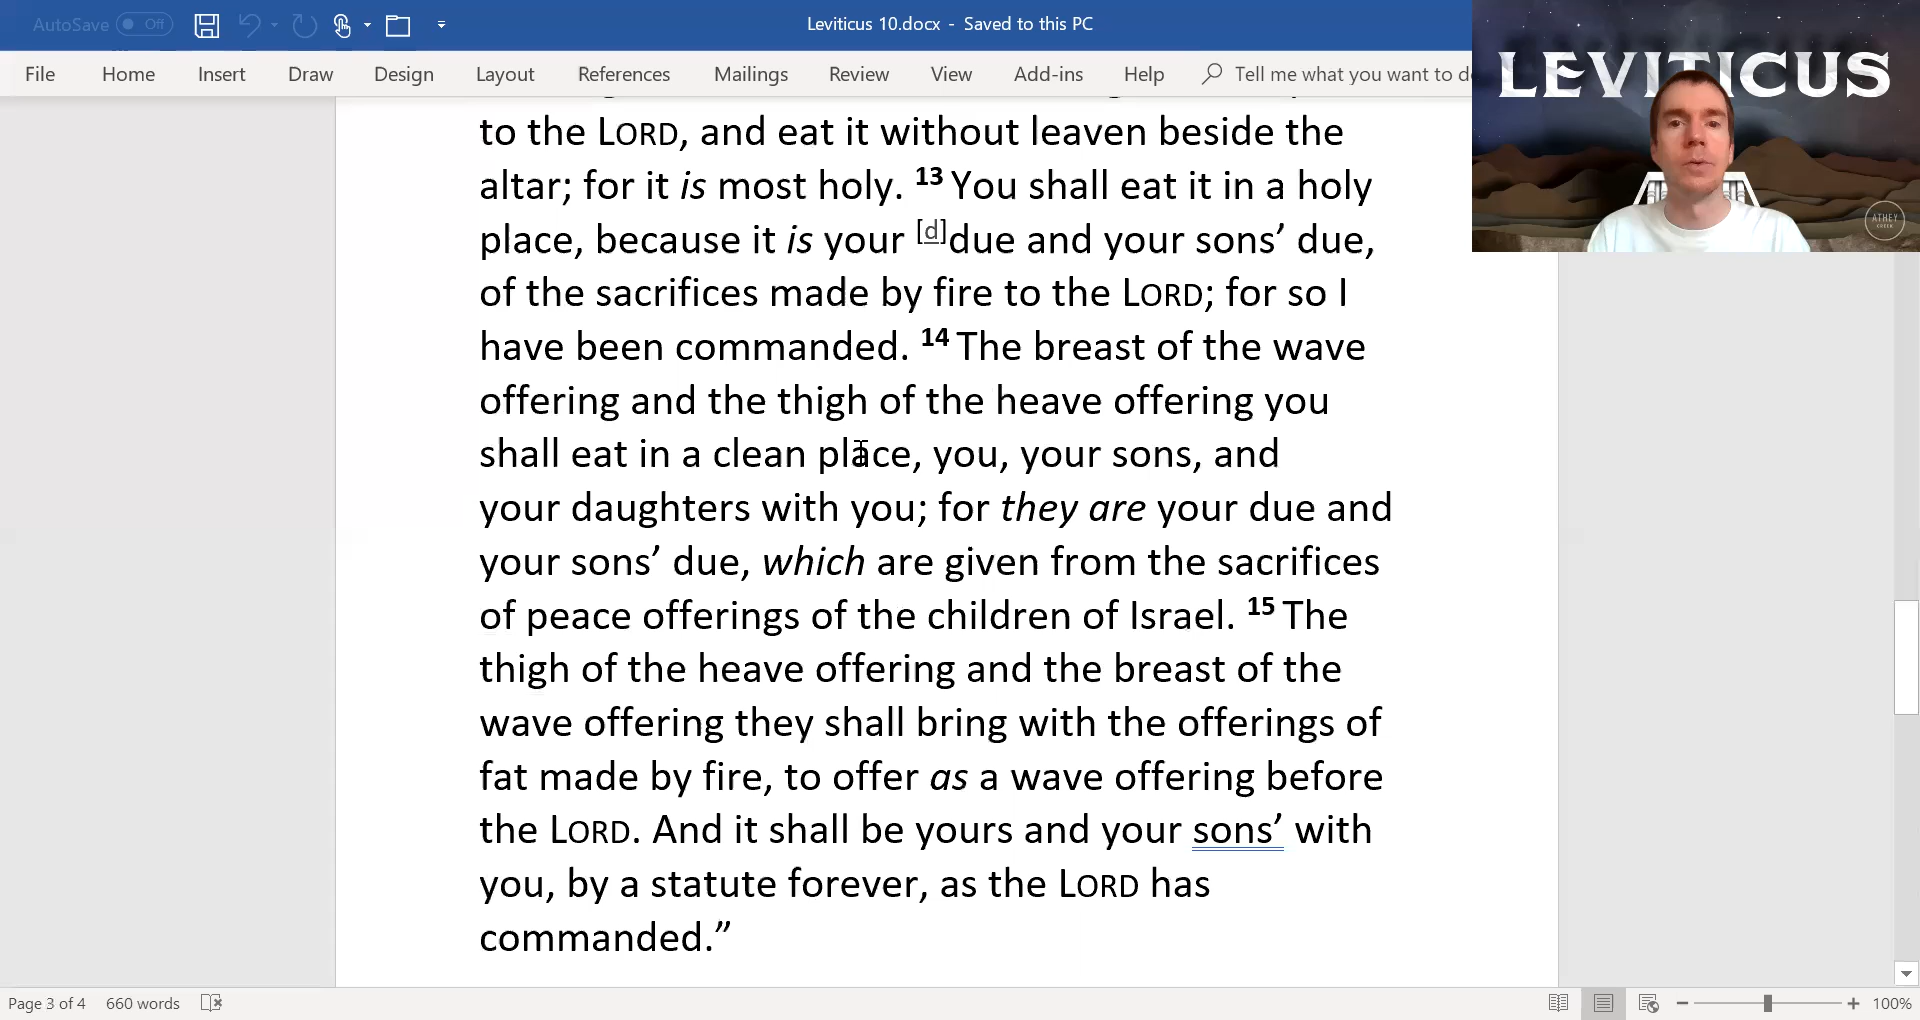 AutoSave Off
Leviticus 10.docx - Saved to this PC
File Home Insert Draw Design Layout References Mailings Review View Add-ins Help Tell me what you want to do
LEVITICUS
ATHEY
CREEK
to the LORD, and eat it without leaven beside the
altar; for it is most holy. 13 You shall eat it in a holy
place, because it is your [d]due and your sons’ due,
of the sacrifices made by fire to the LORD; for so I
have been commanded. 14 The breast of the wave
offering and the thigh of the heave offering you
shall eat in a clean place, you, your sons, and
your daughters with you; for they are your due and
your sons’ due, which are given from the sacrifices
of peace offerings of the children of Israel. 15 The
thigh of the heave offering and the breast of the
wave offering they shall bring with the offerings of
fat made by fire, to offer as a wave offering before
the LORD. And it shall be yours and your sons’ with
you, by a statute forever, as the LORD has
commanded.”
Page 3 of 4 660 words 100%